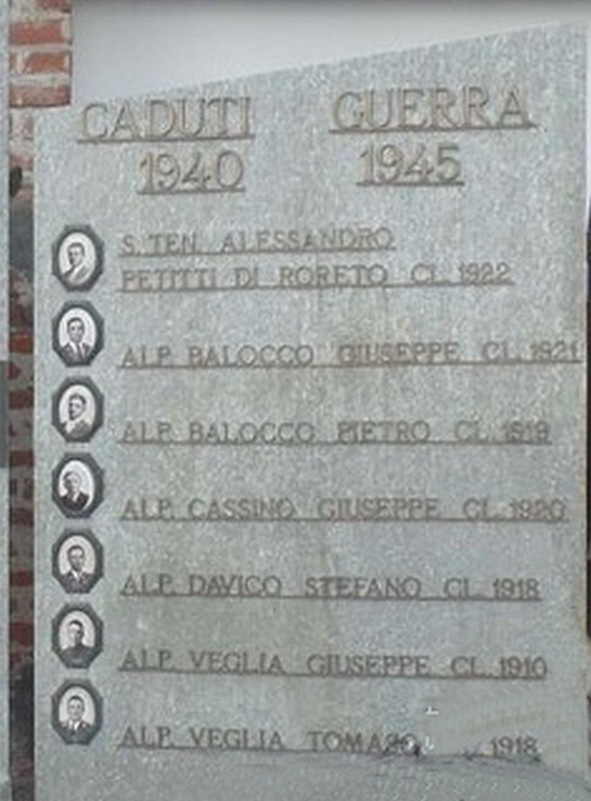 CADUTI GUERRA
1940 1945
S. TEN. ALESSANDRO
PETITTI DI RORETO CL. 1922
ALP. BALOCCO GIUSEPPE CL. 1921
ALP. BALOCCO PIETRO CL. 1919
ALP. CASSINO GIUSEPPE CL. 1920
ALP. DAVICO STEFANO CL. 1918
ALP. VEGLIA GIUSEPPE CL. 1910
ALP. VEGLIA TOMASO 1918